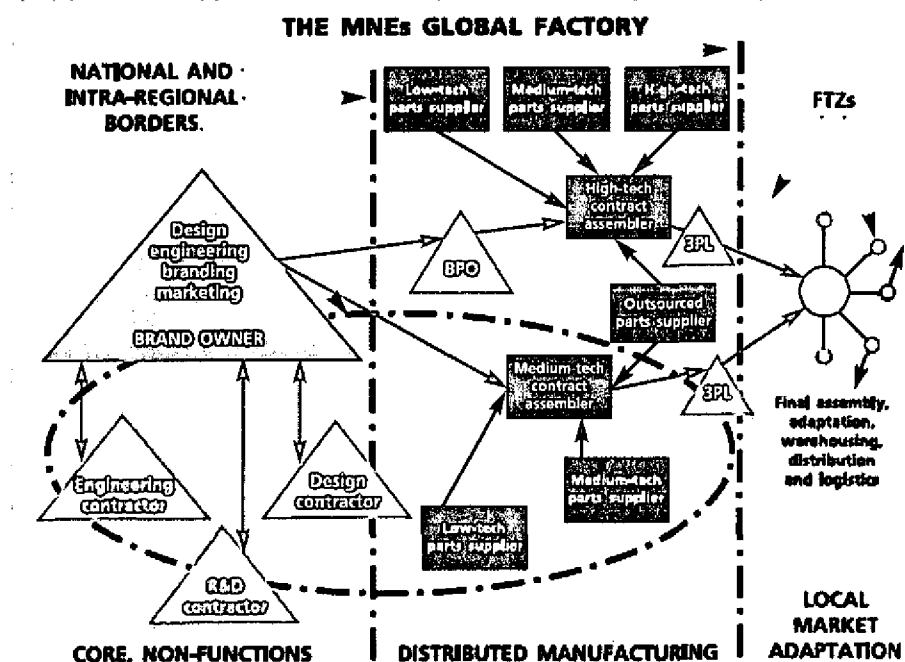 THE MNEs GLOBAL FACTORY
NATIONAL AND
INTRA-REGIONAL
BORDERS.
Low-tech
parts supplier
Medium-tech
parts supplier
High-tech
parts supplier
FTZs
High-tech
contract
assembler
Design
engineering
branding
marketing
BRAND OWNER
BPO
3PL
Outsourced
parts supplier
Medium-tech
contract
assembler
3PL
Final assembly,
adaptation,
warehousing,
distribution
and logistics
Engineering
contractor
Design
contractor
Medium-tech
parts supplier
Low-tech
parts supplier
R&D
contractor
CORE, NON-FUNCTIONS
DISTRIBUTED MANUFACTURING
LOCAL
MARKET
ADAPTATION